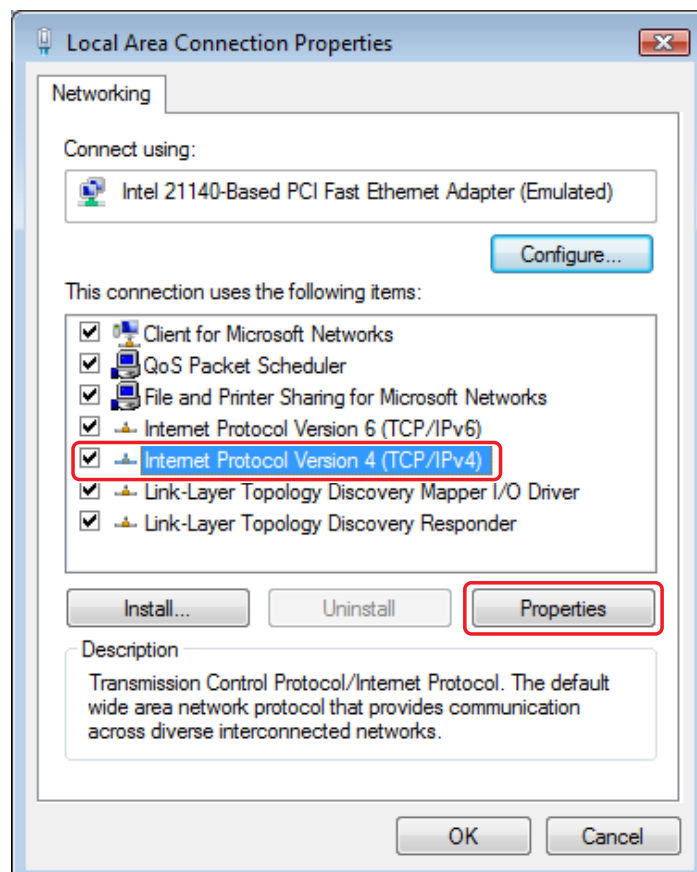 Local Area Connection Properties
Networking
Connect using:
Intel 21140-Based PCI Fast Ethernet Adapter (Emulated)
Configure...
This connection uses the following items:
Client for Microsoft Networks
QoS Packet Scheduler
File and Printer Sharing for Microsoft Networks
Internet Protocol Version 6 (TCP/IPv6)
Internet Protocol Version 4 (TCP/IPv4)
Link-Layer Topology Discovery Mapper I/O Driver
Link-Layer Topology Discovery Responder
Install... Uninstall Properties
Description
Transmission Control Protocol/Internet Protocol. The default
wide area network protocol that provides communication
across diverse interconnected networks.
OK Cancel